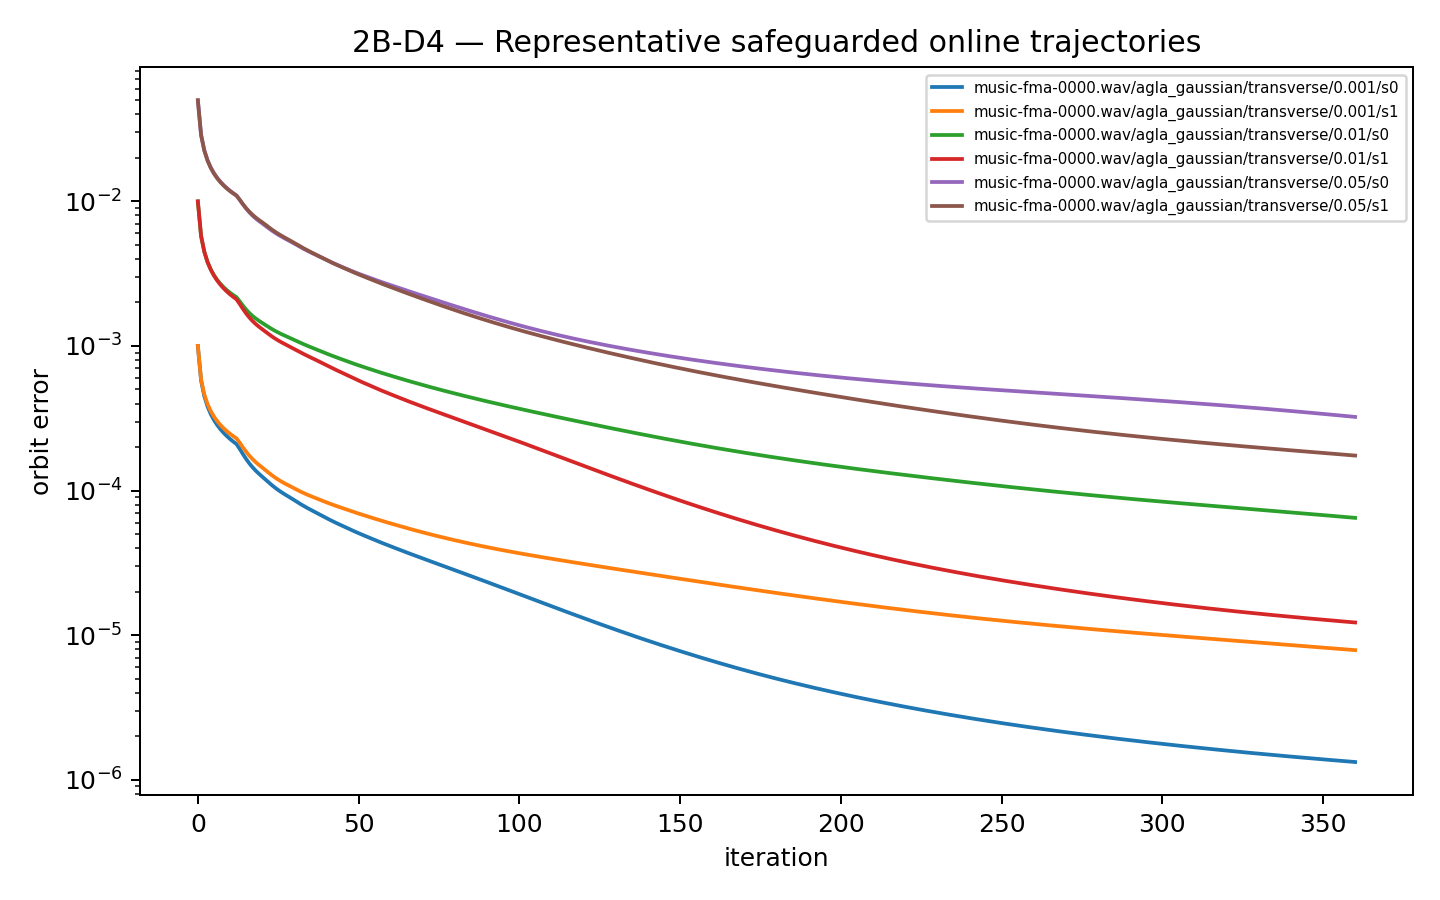 2B-D4 — Representative safeguarded online trajectories
music-fma-0000.wav/agla_gaussian/transverse/0.001/s0
music-fma-0000.wav/agla_gaussian/transverse/0.001/s1
music-fma-0000.wav/agla_gaussian/transverse/0.01/s0
music-fma-0000.wav/agla_gaussian/transverse/0.01/s1
music-fma-0000.wav/agla_gaussian/transverse/0.05/s0
music-fma-0000.wav/agla_gaussian/transverse/0.05/s1
orbit error
10⁻²
10⁻³
10⁻⁴
10⁻⁵
10⁻⁶
0 50 100 150 200 250 300 350
iteration